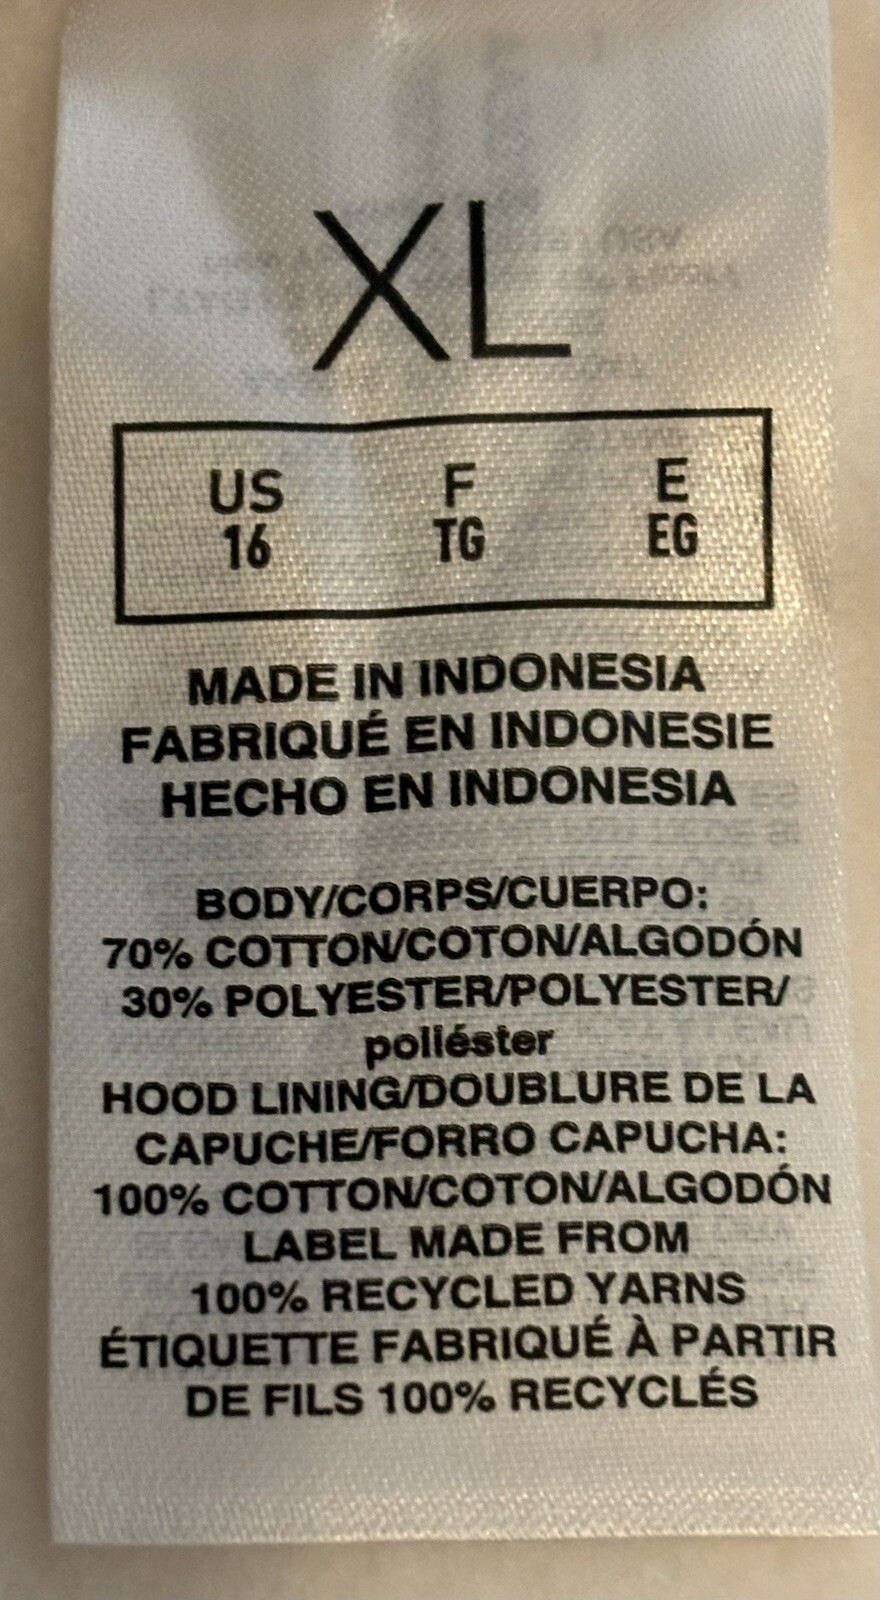 XL
US F E
16 TG EG
MADE IN INDONESIA
FABRIQUÉ EN INDONESIE
HECHO EN INDONESIA
BODY/CORPS/CUERPO:
70% COTTON/COTON/ALGODÓN
30% POLYESTER/POLYESTER/
poliéster
HOOD LINING/DOUBLURE DE LA
CAPUCHE/FORRO CAPUCHA:
100% COTTON/COTON/ALGODÓN
LABEL MADE FROM
100% RECYCLED YARNS
ÉTIQUETTE FABRIQUÉ À PARTIR
DE FILS 100% RECYCLÉS